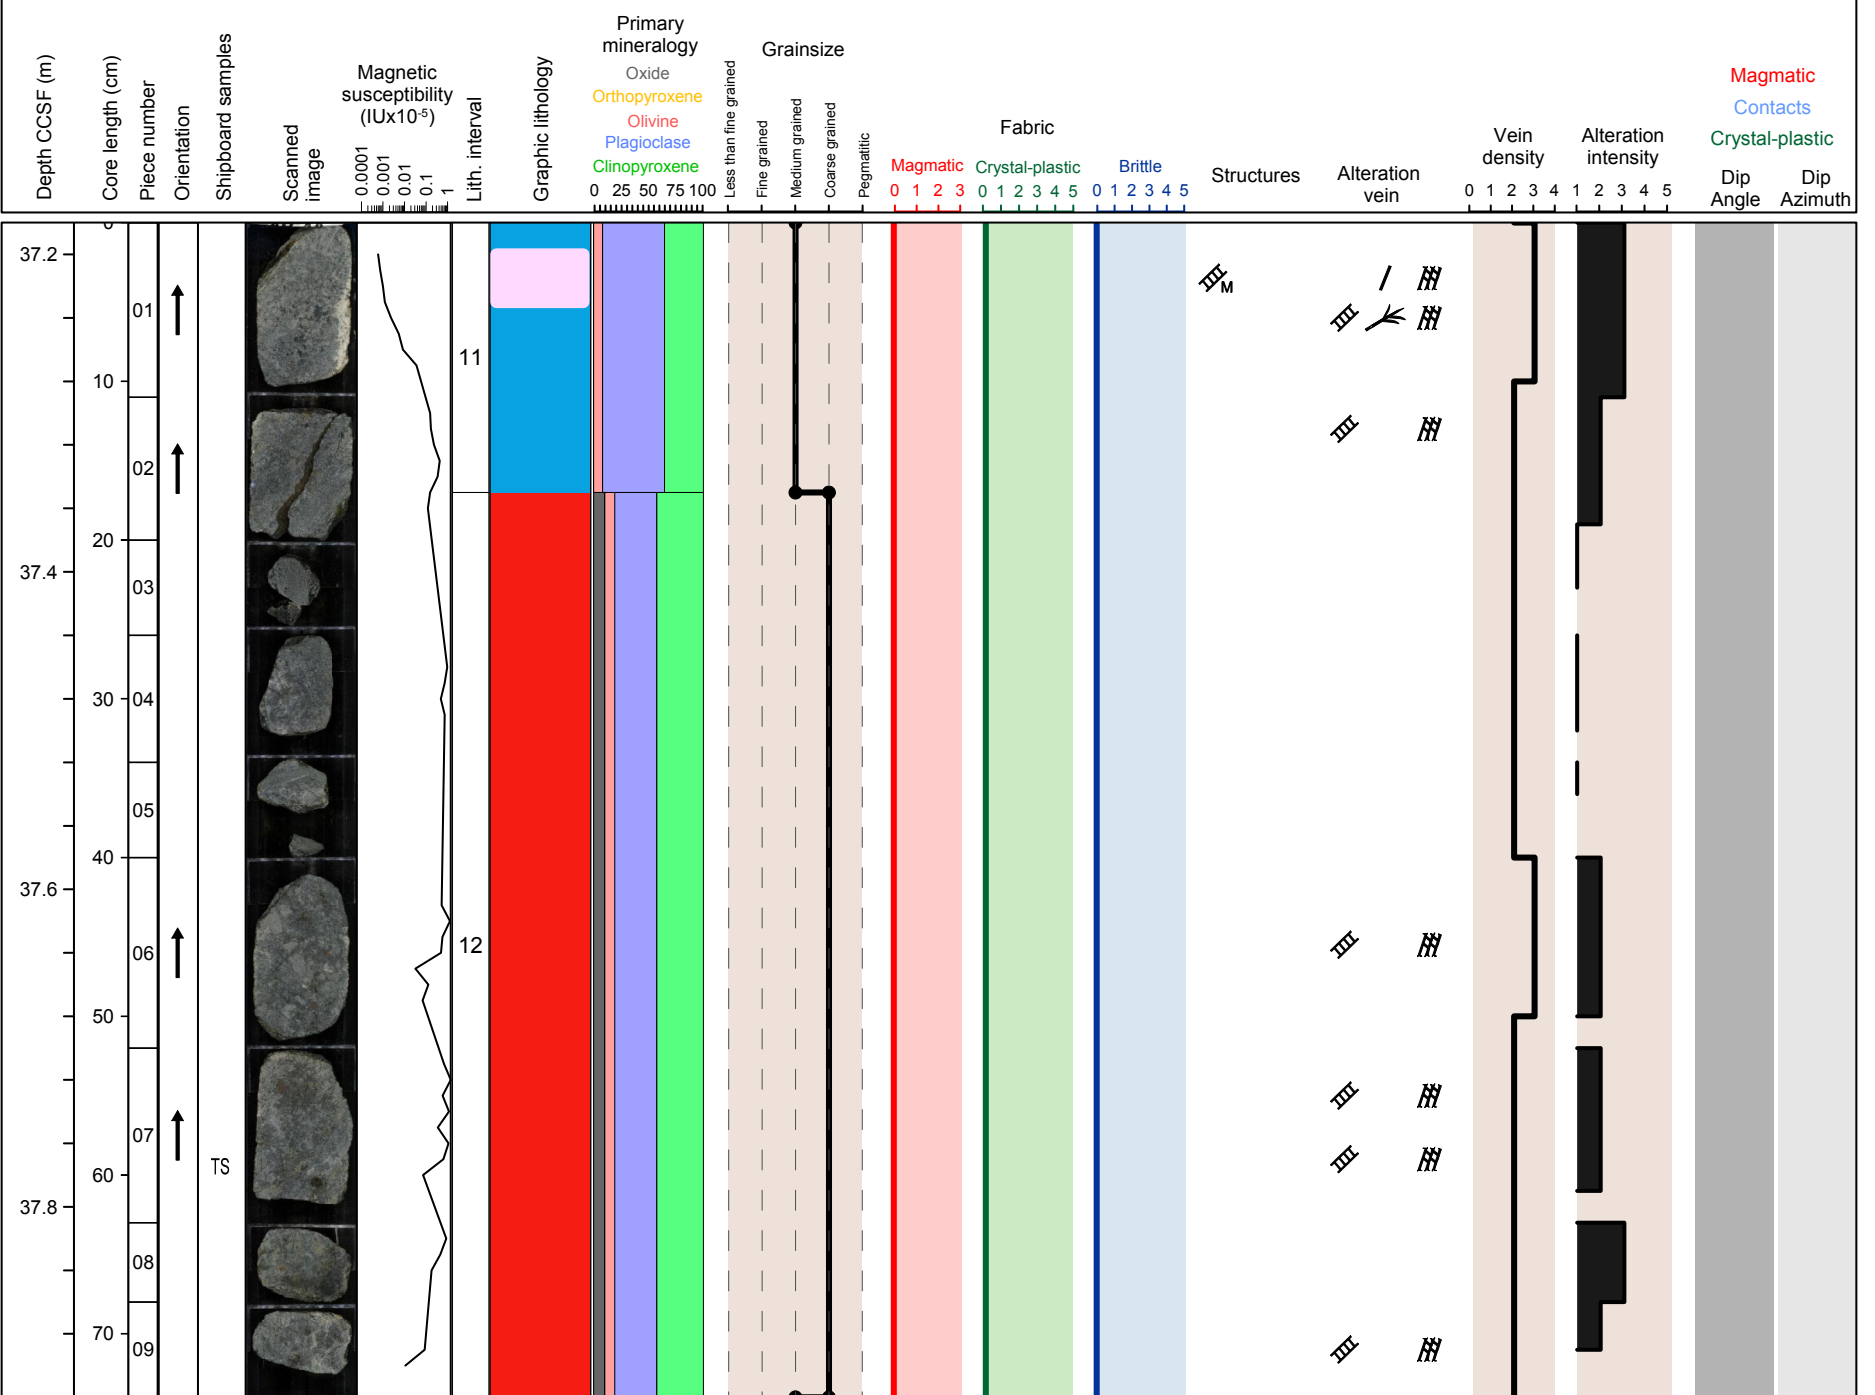 Depth CCSF (m)
Core length (cm)
Piece number
Orientation
Shipboard samples
Scanned
image
Magnetic
susceptibility
(IUx10-5)
0.0001
0.001
0.01
0.1
1
Lith. interval
Graphic lithology
Primary
mineralogy
Oxide
Orthopyroxene
Olivine
Plagioclase
Clinopyroxene
0 25 50 75 100
Grainsize
Less than fine grained
Fine grained
Medium grained
Coarse grained
Pegmatitic
Fabric
Magmatic
0 1 2 3
Crystal-plastic
0 1 2 3 4 5
Brittle
0 1 2 3 4 5
Structures
Alteration
vein
Vein
density
0 1 2 3 4
Alteration
intensity
1 2 3 4 5
Magmatic
Contacts
Crystal-plastic
Dip
Angle
Dip
Azimuth
0
37.2
M
01
11
10
02
20
37.4
03
30
04
05
40
37.6
06
12
50
07
TS
60
37.8
08
70
09